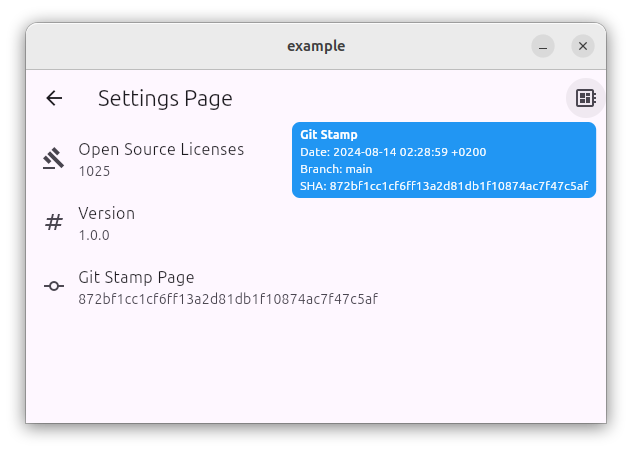 example
Settings Page
Git Stamp
Date: 2024-08-14 02:28:59 +0200
Branch: main
SHA: 872bf1cc1cf6ff13a2d81db1f10874ac7f47c5af
Open Source Licenses
1025
Version
1.0.0
Git Stamp Page
872bf1cc1cf6ff13a2d81db1f10874ac7f47c5af